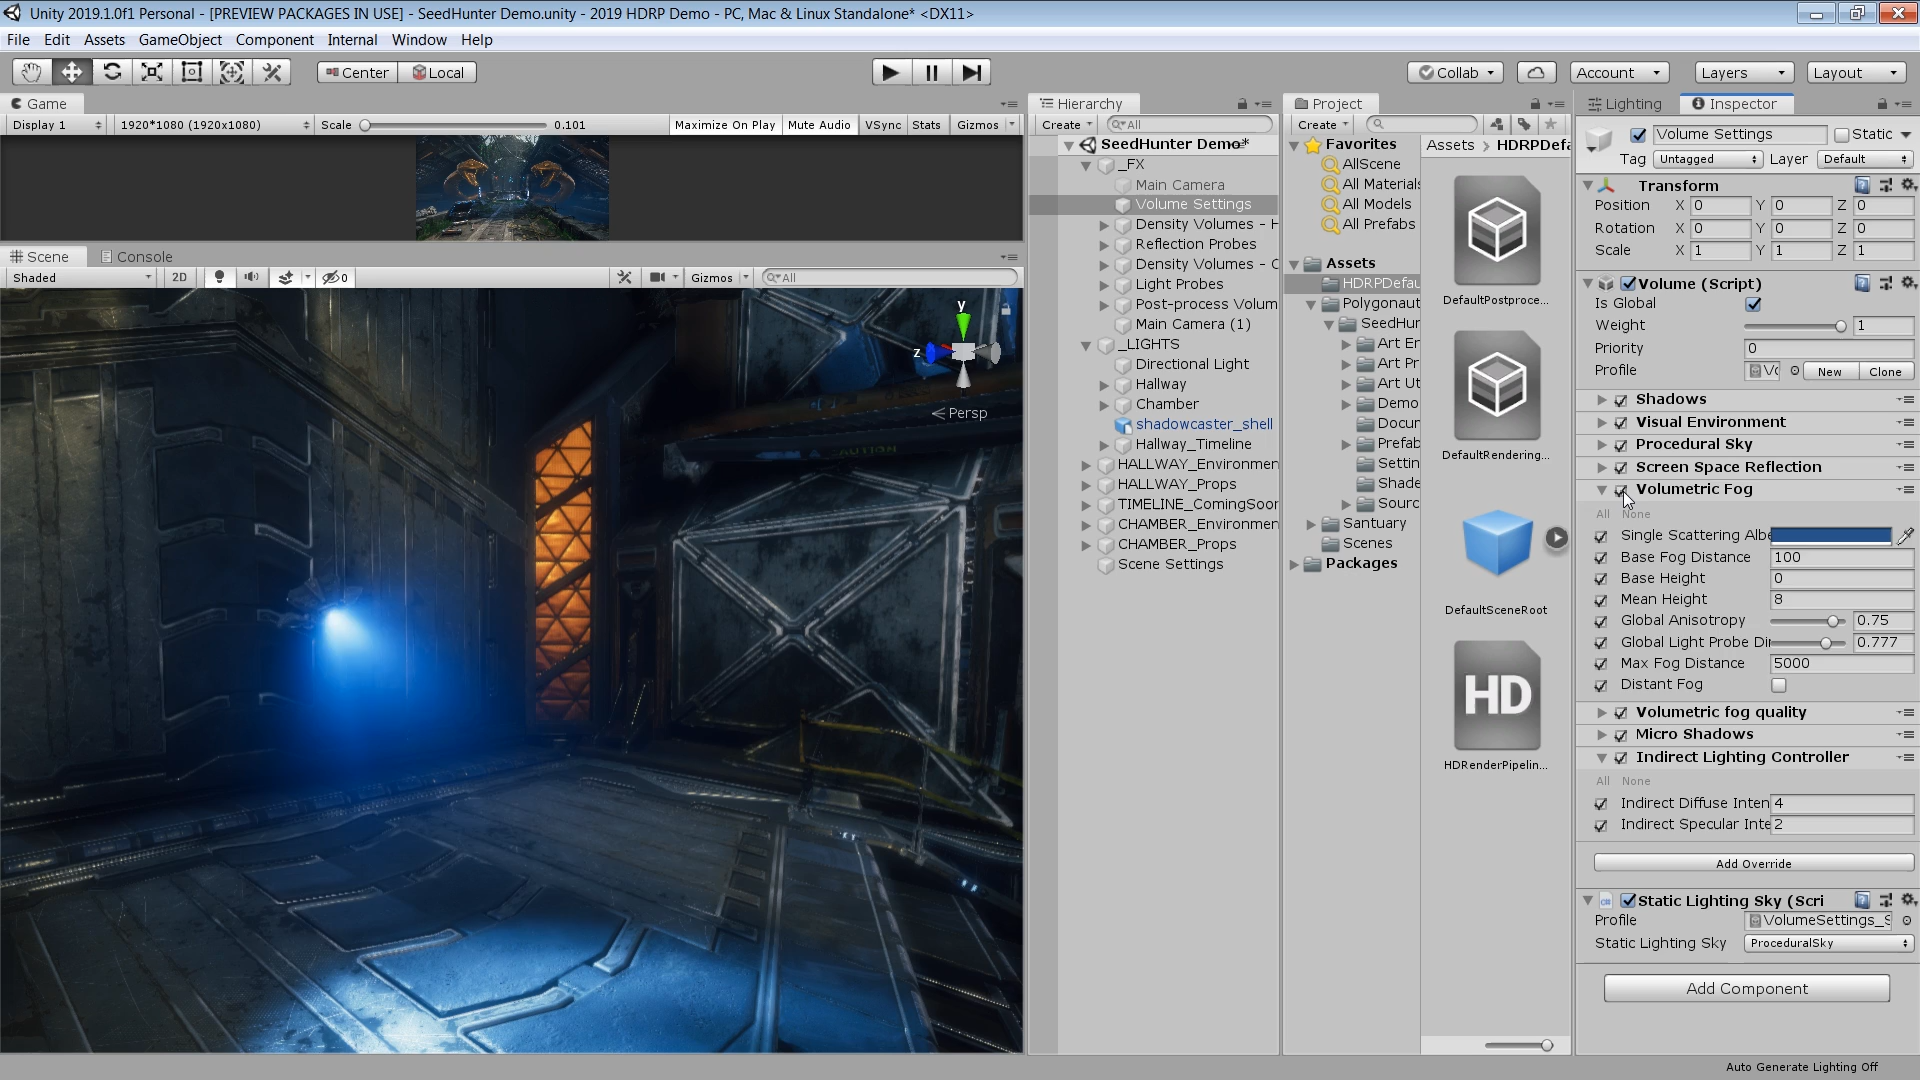 Unity 2019.1.0f1 Personal - [PREVIEW PACKAGES IN USE] - SeedHunter Demo.unity - 2019 HDRP Demo - PC, Mac & Linux Standalone* <DX11>
File Edit Assets GameObject Component Internal Window Help
Center Local Collab Account Layers Layout
Game
Display 1 1920*1080 (1920x1080) Scale 0.101 Maximize On Play Mute Audio VSync Stats Gizmos
Scene Console
Shaded 2D 0 Gizmos All
y
z
Persp
Hierarchy
Create All
SeedHunter Demo*
_FX
Main Camera
Volume Settings
Density Volumes - H
Reflection Probes
Density Volumes - C
Light Probes
Post-process Volum
Main Camera (1)
_LIGHTS
Directional Light
Hallway
Chamber
shadowcaster_shell
Hallway_Timeline
HALLWAY_Environmen
HALLWAY_Props
TIMELINE_ComingSoon
CHAMBER_Environmen
CHAMBER_Props
Scene Settings
Project
Create
Favorites
AllScene
All Materials
All Models
All Prefabs
Assets
HDRPDefau
Polygonaut
SeedHun
Art En
Art Pr
Art Ut
Demo
Docum
Prefab
Settin
Shade
Sourc
Santuary
Scenes
Packages
Assets > HDRPDefa
DefaultPostproce...
DefaultRendering...
DefaultSceneRoot
HD
HDRenderPipelin...
Lighting Inspector
Volume Settings Static
Tag Untagged Layer Default
Transform
Position X 0 Y 0 Z 0
Rotation X 0 Y 0 Z 0
Scale X 1 Y 1 Z 1
Volume (Script)
Is Global
Weight 1
Priority 0
Profile New Clone
Shadows
Visual Environment
Procedural Sky
Screen Space Reflection
Volumetric Fog
All None
Single Scattering Albe
Base Fog Distance 100
Base Height 0
Mean Height 8
Global Anisotropy 0.75
Global Light Probe Di 0.777
Max Fog Distance 5000
Distant Fog
Volumetric fog quality
Micro Shadows
Indirect Lighting Controller
All None
Indirect Diffuse Inten 4
Indirect Specular Inte 2
Add Override
Static Lighting Sky (Scri
Profile VolumeSettings_S
Static Lighting Sky ProceduralSky
Add Component
Auto Generate Lighting Off